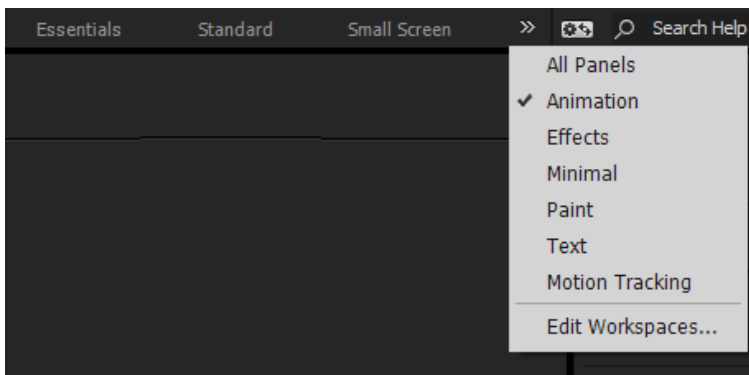 Essentials Standard Small Screen » Search Help
All Panels
✓ Animation
Effects
Minimal
Paint
Text
Motion Tracking
Edit Workspaces...